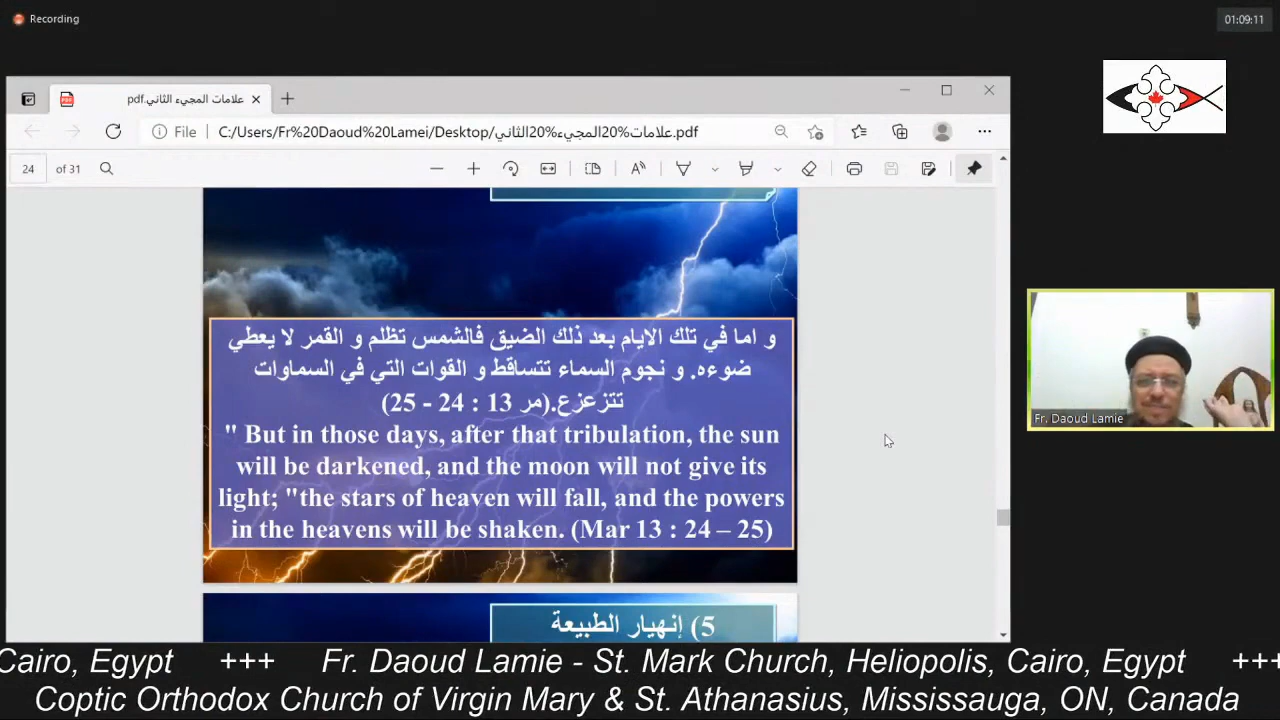 Recording
01:09:11
علامات المجيء الثاني.pdf
File
C:/Users/Fr%20Daoud%20Lamei/Desktop/علامات%20المجيء%20الثاني.pdf
24 of 31
و اما في تلك الايام بعد ذلك الضيق فالشمس تظلم و القمر لا يعطي
ضوءه. و نجوم السماء تتساقط و القوات التي في السماوات
تتزعزع.(مر 13 : 24 - 25)
" But in those days, after that tribulation, the sun
will be darkened, and the moon will not give its
light; "the stars of heaven will fall, and the powers
in the heavens will be shaken. (Mar 13 : 24 – 25)
5) إنهيار الطبيعة
Fr. Daoud Lamie
Cairo, Egypt +++ Fr. Daoud Lamie - St. Mark Church, Heliopolis, Cairo, Egypt +++
Coptic Orthodox Church of Virgin Mary & St. Athanasius, Mississauga, ON, Canada